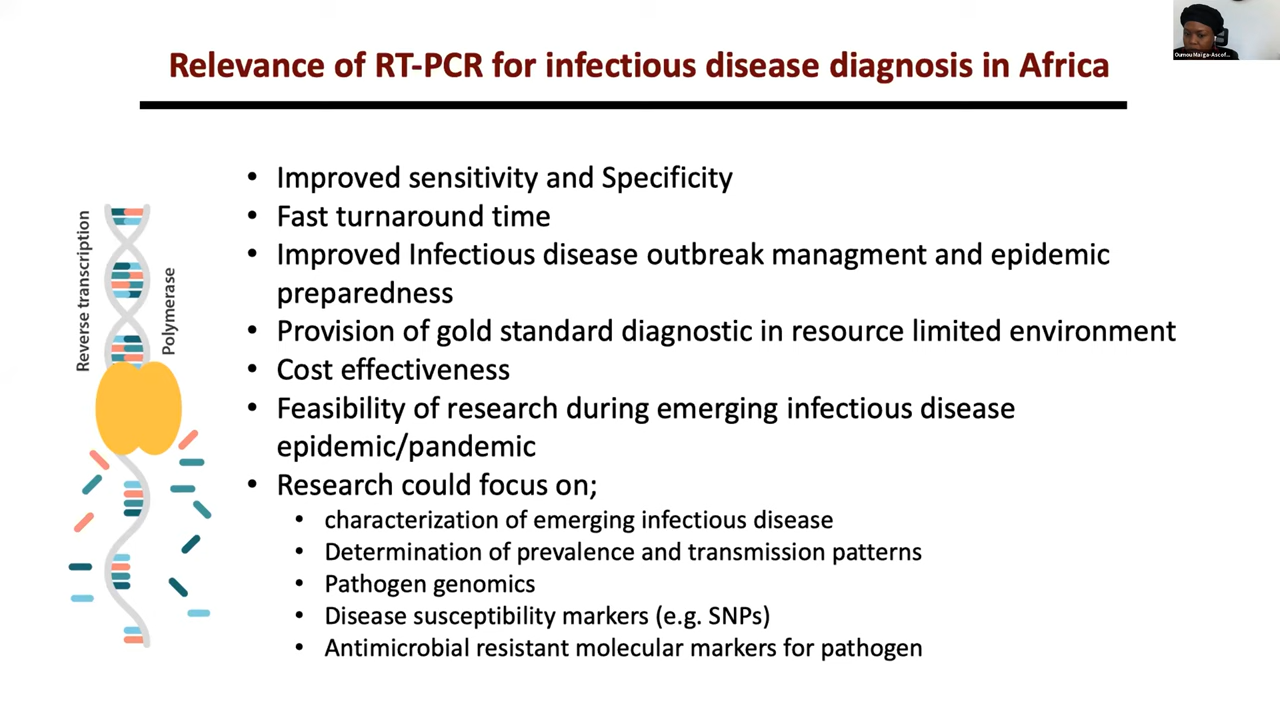 Relevance of RT-PCR for infectious disease diagnosis in Africa
Oumou Maiga-Ascof...
• Improved sensitivity and Specificity
• Fast turnaround time
• Improved Infectious disease outbreak managment and epidemic
preparedness
• Provision of gold standard diagnostic in resource limited environment
• Cost effectiveness
• Feasibility of research during emerging infectious disease
epidemic/pandemic
• Research could focus on;
• characterization of emerging infectious disease
• Determination of prevalence and transmission patterns
• Pathogen genomics
• Disease susceptibility markers (e.g. SNPs)
• Antimicrobial resistant molecular markers for pathogen
Reverse transcription
Polymerase